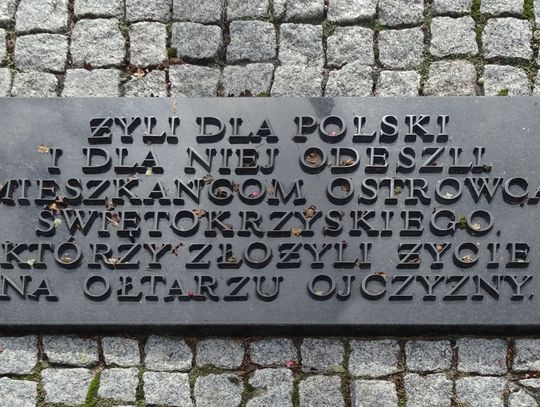 ŻYLI DLA POLSKI
I DLA NIEJ ODESZLI
MIESZKAŃCOM OSTROWCA
ŚWIĘTOKRZYSKIEGO,
KTÓRZY ZŁOŻYLI ŻYCIE
NA OŁTARZU OJCZYZNY.